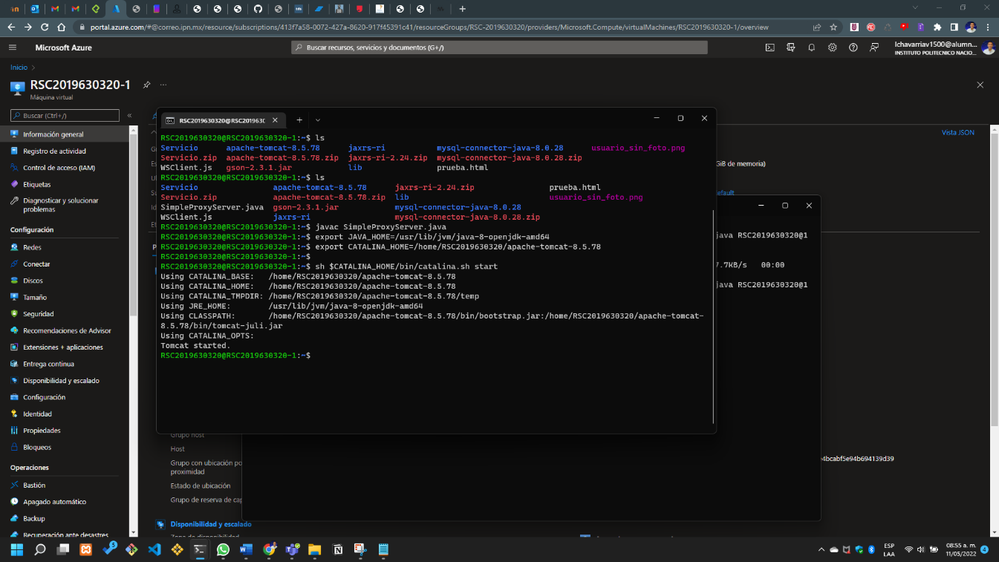 portal.azure.com/#@correo.ipn.mx/resource/subscriptions/413f7a58-0072-427a-8620-917f45391c41/resourceGroups/RSC-2019630320/providers/Microsoft.Compute/virtualMachines/RSC2019630320-1/overview
Microsoft Azure
Buscar recursos, servicios y documentos (G+/)
lchavarriav1500@alumn...
INSTITUTO POLITECNICO NACIO...
Inicio >
RSC2019630320-1
Máquina virtual
Buscar (Ctrl+/)
Información general
Registro de actividad
Control de acceso (IAM)
Etiquetas
Diagnosticar y solucionar
problemas
Configuración
Redes
Conectar
Discos
Tamaño
Seguridad
Recomendaciones de Advisor
Extensiones + aplicaciones
Entrega continua
Disponibilidad y escalado
Configuración
Identidad
Propiedades
Bloqueos
Operaciones
Bastión
Apagado automático
Backup
Recuperación ante desastres
Vista JSON
GiB de memoria)
efault
RSC2019630320@RSC201963C
RSC2019630320@RSC2019630320-1:~$ ls
Servicio apache-tomcat-8.5.78 jaxrs-ri mysql-connector-java-8.0.28 usuario_sin_foto.png
Servicio.zip apache-tomcat-8.5.78.zip jaxrs-ri-2.24.zip mysql-connector-java-8.0.28.zip
WSClient.js gson-2.3.1.jar lib prueba.html
RSC2019630320@RSC2019630320-1:~$ ls
Servicio apache-tomcat-8.5.78 jaxrs-ri-2.24.zip prueba.html
Servicio.zip apache-tomcat-8.5.78.zip lib usuario_sin_foto.png
SimpleProxyServer.java gson-2.3.1.jar mysql-connector-java-8.0.28
WSClient.js jaxrs-ri mysql-connector-java-8.0.28.zip
RSC2019630320@RSC2019630320-1:~$ javac SimpleProxyServer.java
RSC2019630320@RSC2019630320-1:~$ export JAVA_HOME=/usr/lib/jvm/java-8-openjdk-amd64
RSC2019630320@RSC2019630320-1:~$ export CATALINA_HOME=/home/RSC2019630320/apache-tomcat-8.5.78
RSC2019630320@RSC2019630320-1:~$
RSC2019630320@RSC2019630320-1:~$ sh $CATALINA_HOME/bin/catalina.sh start
Using CATALINA_BASE: /home/RSC2019630320/apache-tomcat-8.5.78
Using CATALINA_HOME: /home/RSC2019630320/apache-tomcat-8.5.78
Using CATALINA_TMPDIR: /home/RSC2019630320/apache-tomcat-8.5.78/temp
Using JRE_HOME: /usr/lib/jvm/java-8-openjdk-amd64
Using CLASSPATH: /home/RSC2019630320/apache-tomcat-8.5.78/bin/bootstrap.jar:/home/RSC2019630320/apache-tomcat-
8.5.78/bin/tomcat-juli.jar
Using CATALINA_OPTS:
Tomcat started.
RSC2019630320@RSC2019630320-1:~$
java RSC2019630320@1
7.7KB/s 00:00
java RSC2019630320@1
Grupo host
Host
Grupo con ubicación po
proximidad
Estado de ubicación
Grupo de reserva de cap
e4bcabf5e94b694139d39
Disponibilidad y escalado
Zona de disponibilidad
5
ESP
LAA
08:55 a. m.
11/05/2022
4